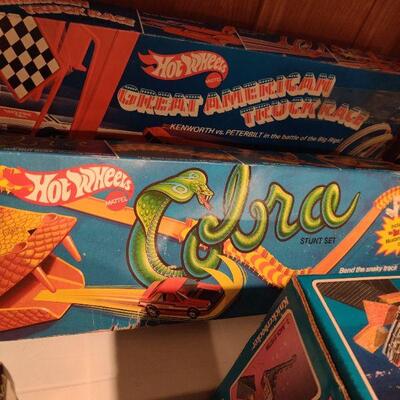 Hot Wheels
MATTEL
GREAT AMERICAN
TRUCK RACE
KENWORTH vs. PETERBILT in the battle of the Big Rigs
Hot Wheels
MATTEL
Cobra
STUNT SET
Bend the snaky track
Knickerbocker